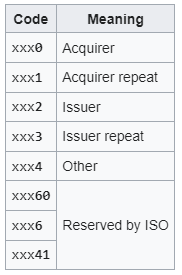 Code Meaning
xxx0 Acquirer
xxx1 Acquirer repeat
xxx2 Issuer
xxx3 Issuer repeat
xxx4 Other
xxx60
xxx6 Reserved by ISO
xxx41